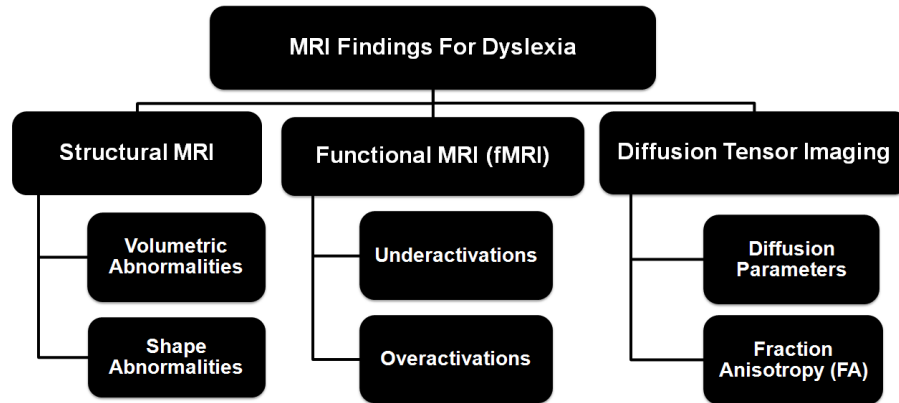 MRI Findings For Dyslexia
Structural MRI
Functional MRI (fMRI)
Diffusion Tensor Imaging
Volumetric
Abnormalities
Shape
Abnormalities
Underactivations
Overactivations
Diffusion
Parameters
Fraction
Anisotropy (FA)